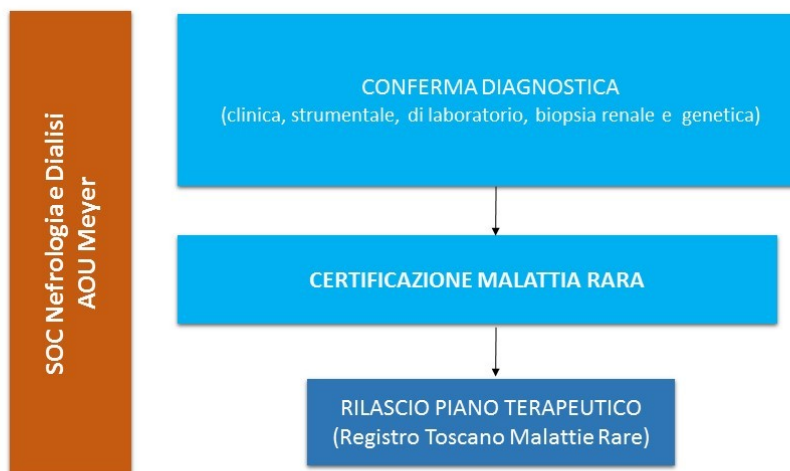 SOC Nefrologia e Dialisi
AOU Meyer
CONFERMA DIAGNOSTICA
(clinica, strumentale, di laboratorio, biopsia renale e genetica)
CERTIFICAZIONE MALATTIA RARA
RILASCIO PIANO TERAPEUTICO
(Registro Toscano Malattie Rare)